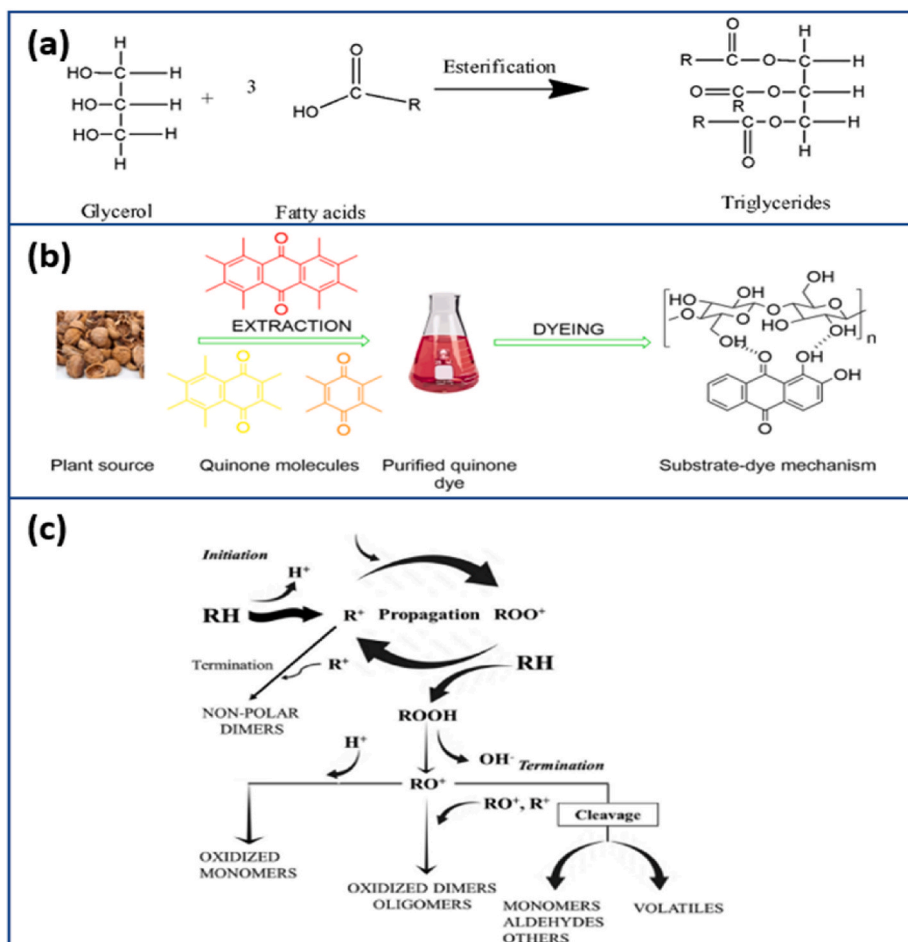 (a)
H
HO C H
HO C H
HO C H
H
Glycerol
+ 3
O
C
HO R
Fatty acids
Esterification
O H
R C O C H
O C O C H
R
R C O C H
O H
Triglycerides
(b)
O
O
EXTRACTION
O
O
O
O
Plant source
Quinone molecules
Purified quinone
dye
DYEING
OH
HO OH O HO O
O O O
OH HO OH n
O OH
OH
O
Substrate-dye mechanism
(c)
Initiation
H+
RH R+ Propagation ROO+
Termination R+
RH
NON-POLAR
DIMERS
ROOH
H+
OH-
Termination
RO+
RO+, R+
Cleavage
OXIDIZED
MONOMERS
OXIDIZED DIMERS
OLIGOMERS
MONOMERS
ALDEHYDES
OTHERS
VOLATILES